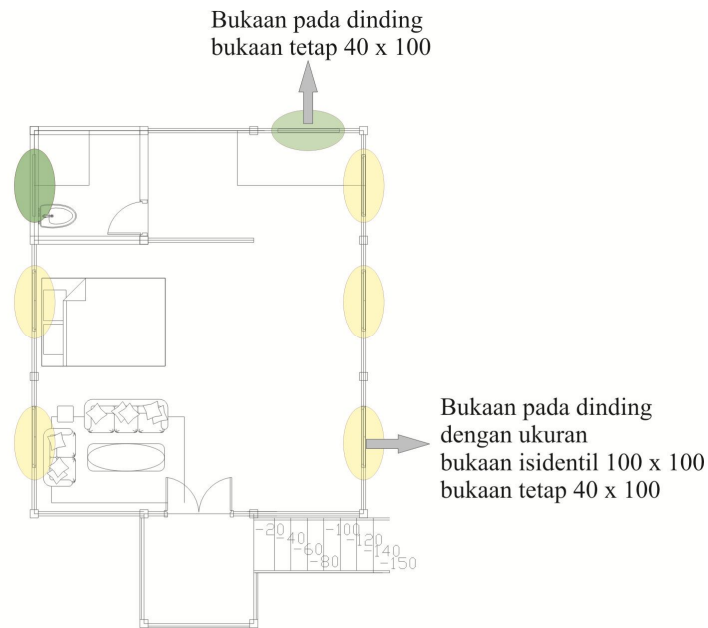 Bukaan pada dinding
bukaan tetap 40 x 100
Bukaan pada dinding
dengan ukuran
bukaan isidentil 100 x 100
bukaan tetap 40 x 100
-20
-40
-60
-80
-100
-120
-140
-150